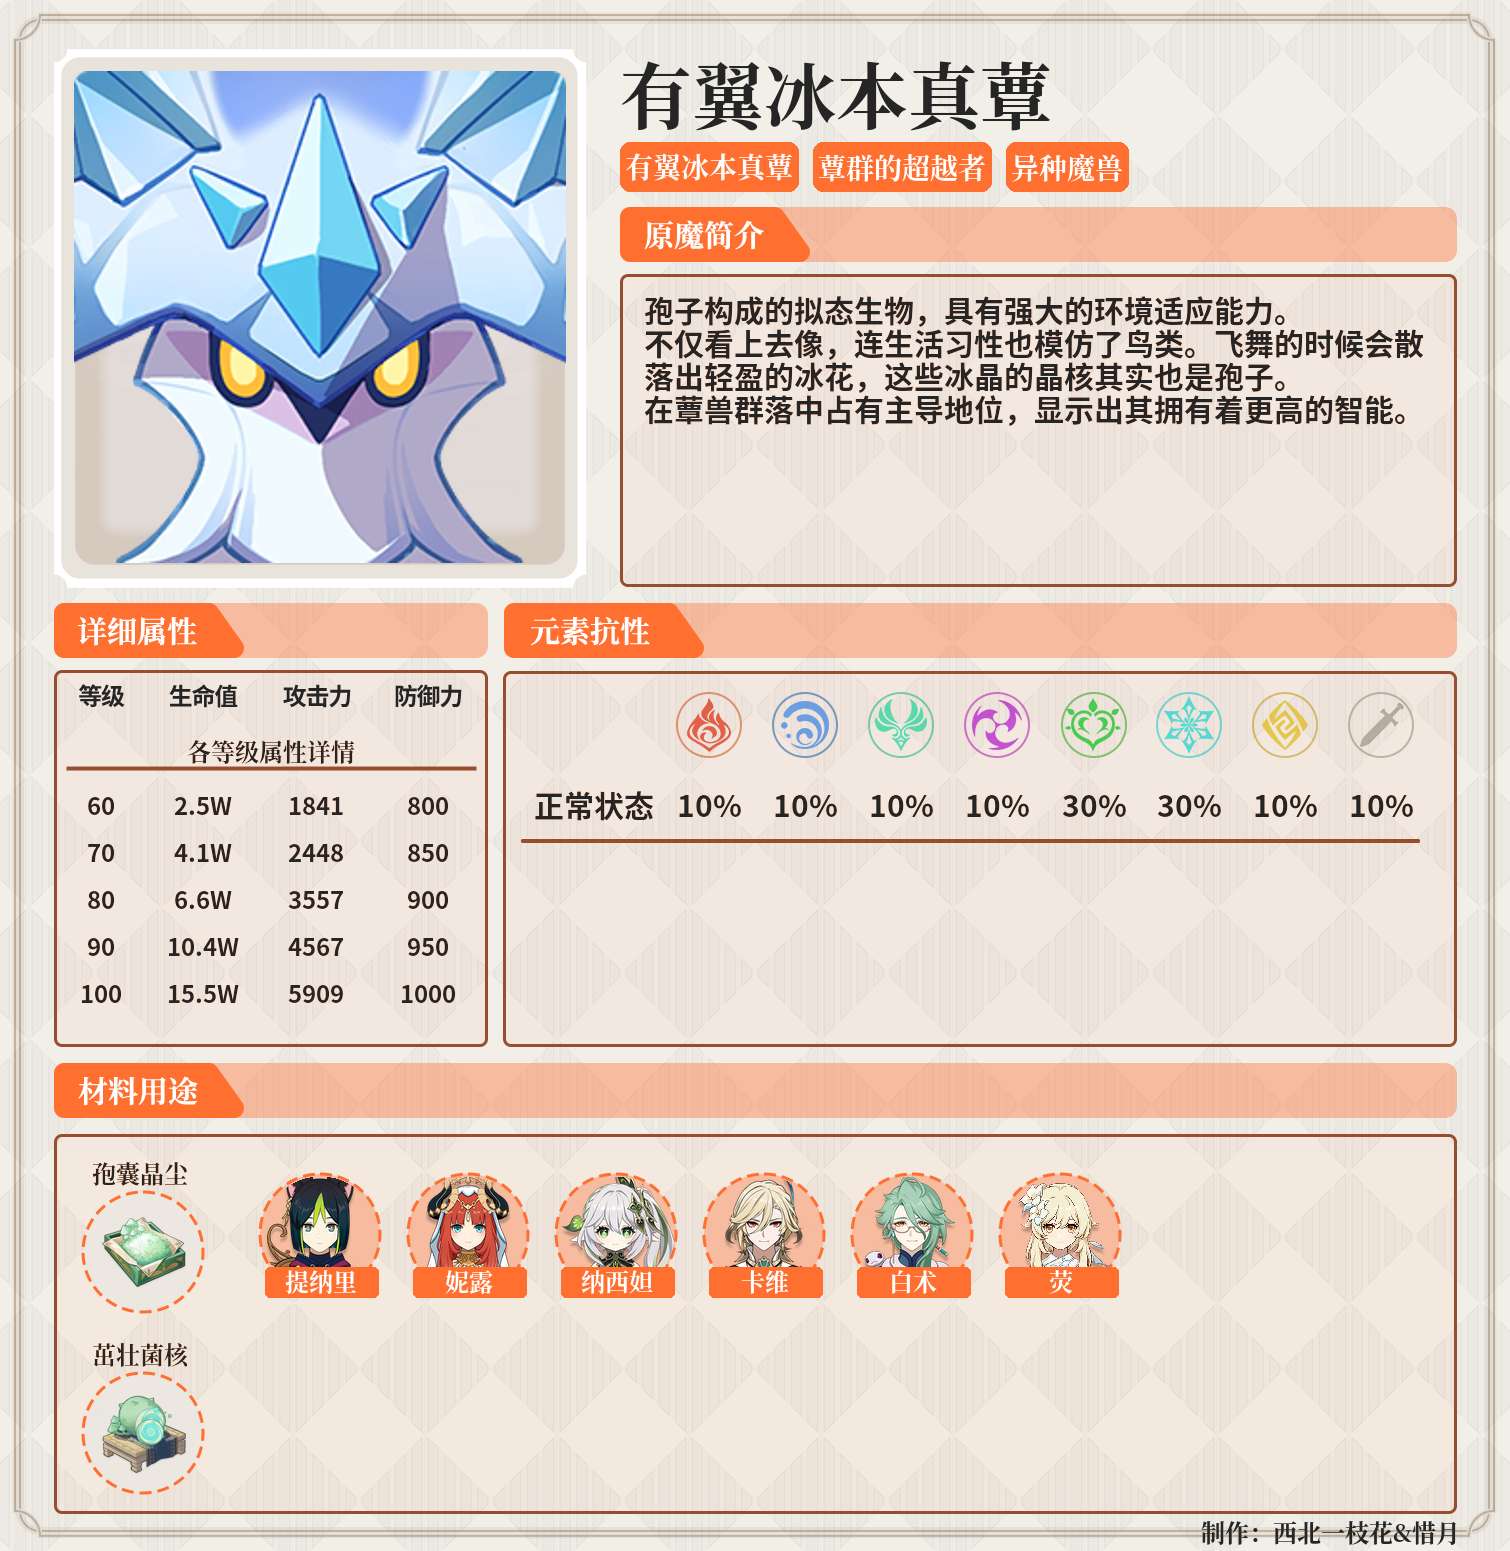 有翼冰本真蕈
有翼冰本真蕈 蕈群的超越者 异种魔兽
原魔简介
孢子构成的拟态生物，具有强大的环境适应能力。
不仅看上去像，连生活习性也模仿了鸟类。飞舞的时候会散
落出轻盈的冰花，这些冰晶的晶核其实也是孢子。
在蕈兽群落中占有主导地位，显示出其拥有着更高的智能。
详细属性
等级 生命值 攻击力 防御力
各等级属性详情
60 2.5W 1841 800
70 4.1W 2448 850
80 6.6W 3557 900
90 10.4W 4567 950
100 15.5W 5909 1000
元素抗性
正常状态 10% 10% 10% 10% 30% 30% 10% 10%
材料用途
孢囊晶尘
提纳里 妮露 纳西妲 卡维 白术 荧
茁壮菌核
制作：西北一枝花&惜月